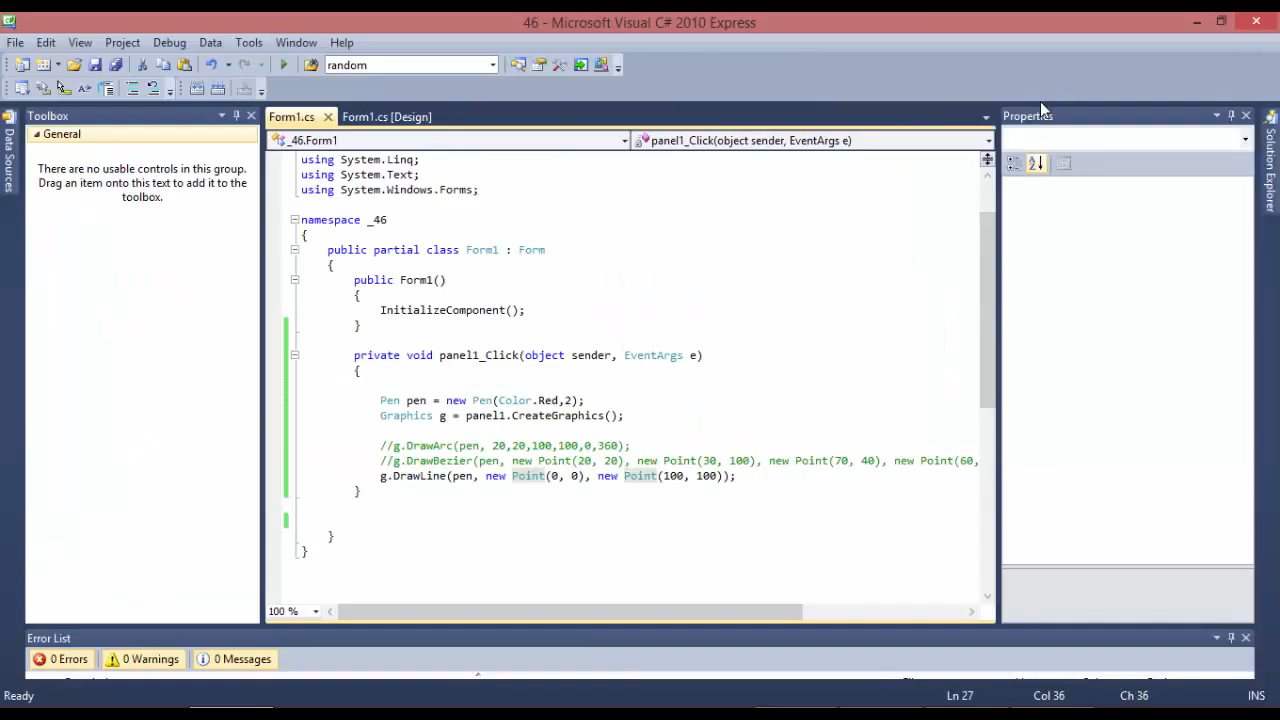 46 - Microsoft Visual C# 2010 Express
File Edit View Project Debug Data Tools Window Help
random
Toolbox
General
There are no usable controls in this group.
Drag an item onto this text to add it to the
toolbox.
Data Sources
Form1.cs Form1.cs [Design]
_46.Form1 panel1_Click(object sender, EventArgs e)
using System.Linq;
using System.Text;
using System.Windows.Forms;
namespace _46
{
public partial class Form1 : Form
{
public Form1()
{
InitializeComponent();
}
private void panel1_Click(object sender, EventArgs e)
{
Pen pen = new Pen(Color.Red,2);
Graphics g = panel1.CreateGraphics();
//g.DrawArc(pen, 20,20,100,100,0,360);
//g.DrawBezier(pen, new Point(20, 20), new Point(30, 100), new Point(70, 40), new Point(60,
g.DrawLine(pen, new Point(0, 0), new Point(100, 100));
}
}
}
100 %
Properties
Solution Explorer
Error List
0 Errors 0 Warnings 0 Messages
Ready Ln 27 Col 36 Ch 36 INS